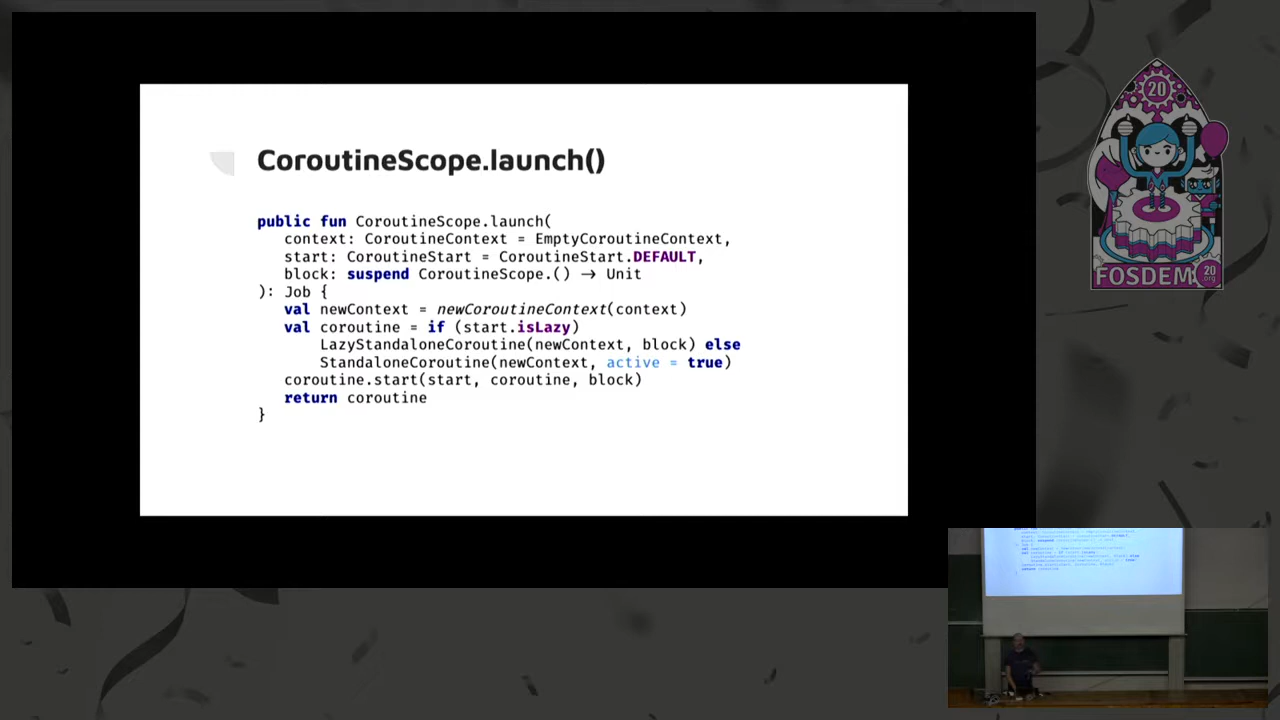 CoroutineScope.launch()
public fun CoroutineScope.launch(
context: CoroutineContext = EmptyCoroutineContext,
start: CoroutineStart = CoroutineStart.DEFAULT,
block: suspend CoroutineScope.() → Unit
): Job {
val newContext = newCoroutineContext(context)
val coroutine = if (start.isLazy)
LazyStandaloneCoroutine(newContext, block) else
StandaloneCoroutine(newContext, active = true)
coroutine.start(start, coroutine, block)
return coroutine
}
20
FOSDEM
20
.org